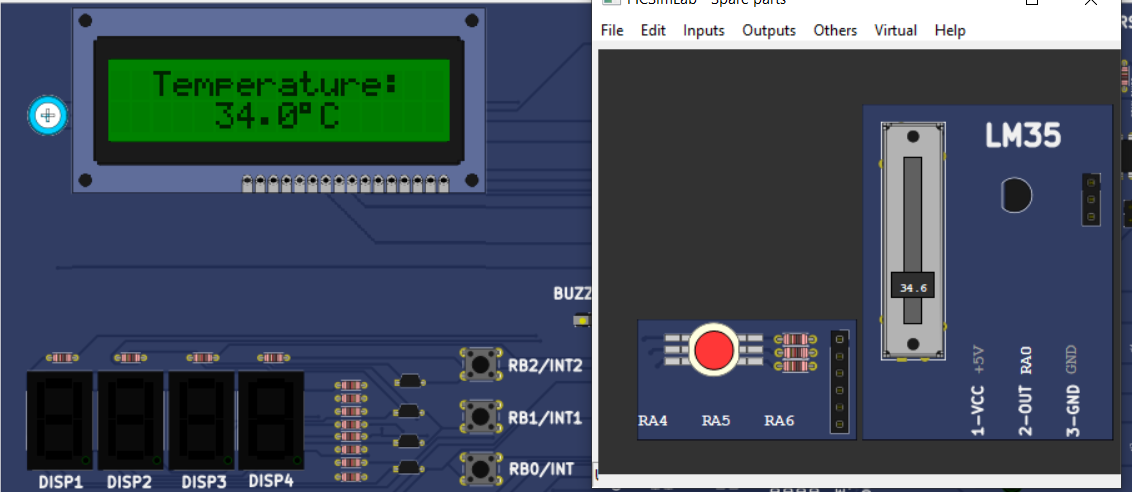 Temperature:
34.0°C
BUZZ
RB2/INT2
RB1/INT1
RB0/INT
DISP1
DISP2
DISP3
DISP4
PICSimLab - Spare parts
File
Edit
Inputs
Outputs
Others
Virtual
Help
LM35
34.6
1-VCC +5V
2-OUT RA0
3-GND GND
RA4
RA5
RA6